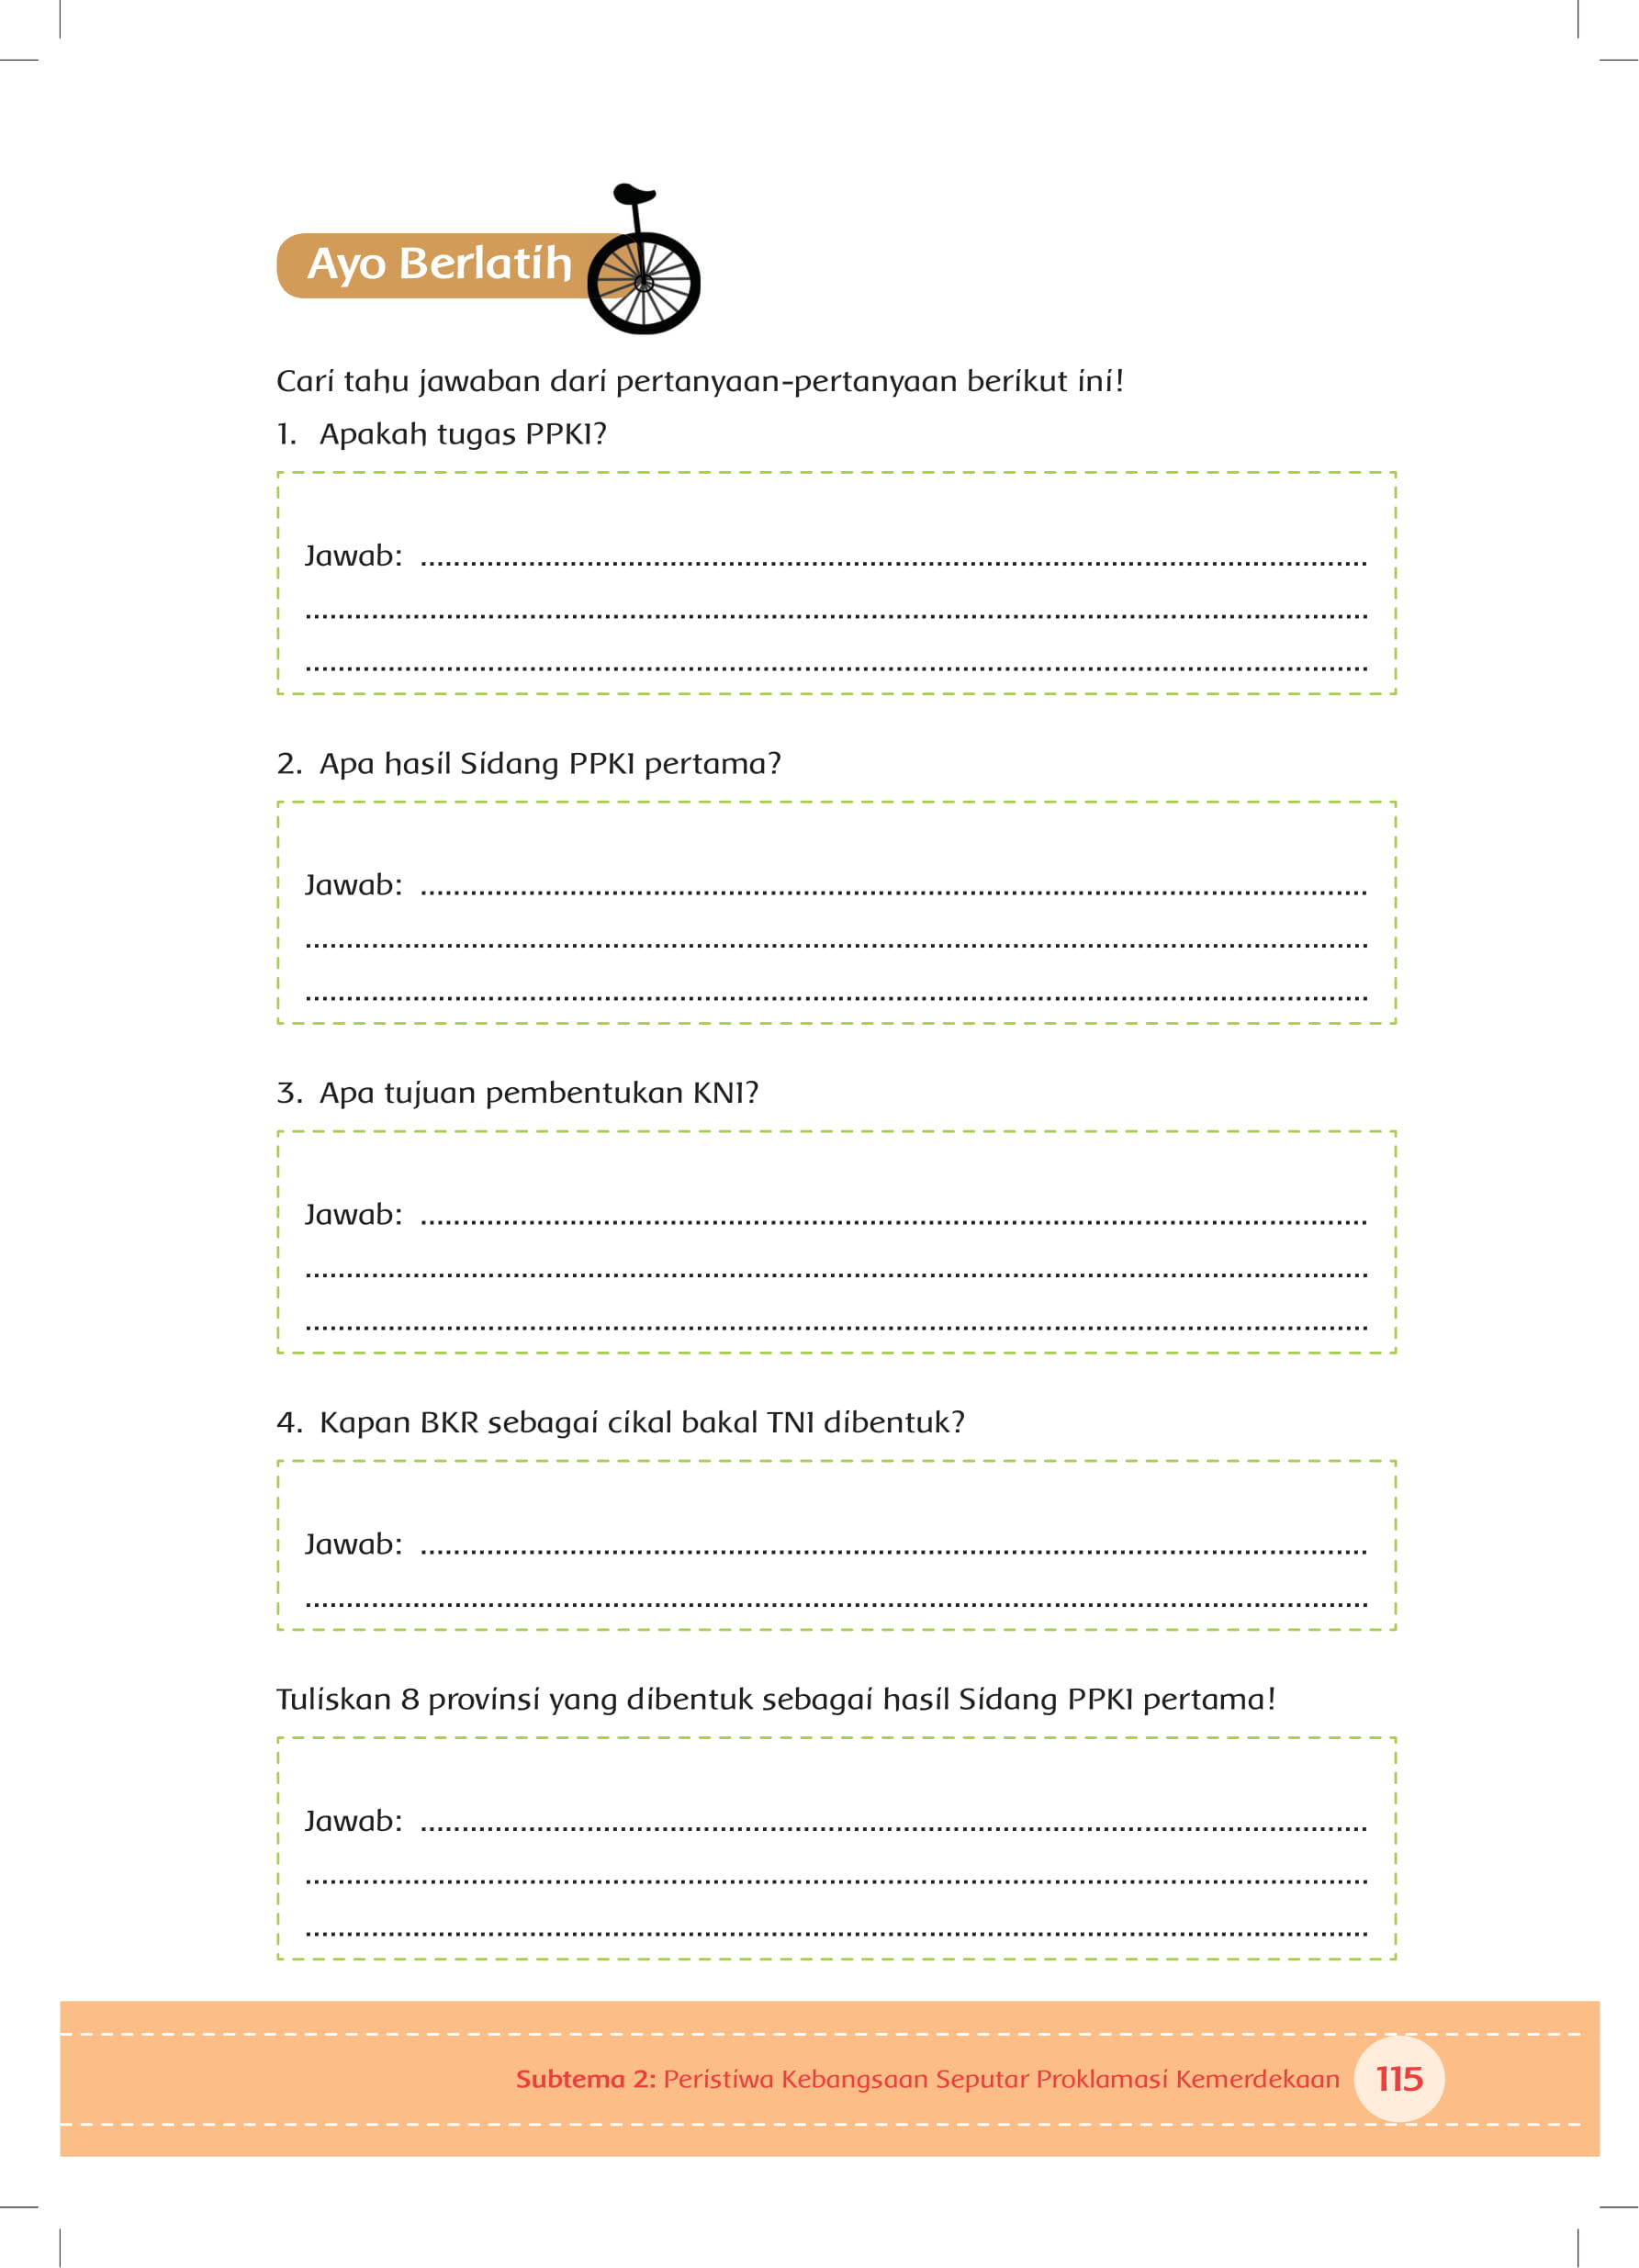 Ayo Berlatih
Cari tahu jawaban dari pertanyaan-pertanyaan berikut ini!
1. Apakah tugas PPKI?
Jawab: ..................................................................................................................
................................................................................................................................
................................................................................................................................
2. Apa hasil Sidang PPKI pertama?
Jawab: ..................................................................................................................
................................................................................................................................
................................................................................................................................
3. Apa tujuan pembentukan KNI?
Jawab: ..................................................................................................................
................................................................................................................................
................................................................................................................................
4. Kapan BKR sebagai cikal bakal TNI dibentuk?
Jawab: ..................................................................................................................
................................................................................................................................
Tuliskan 8 provinsi yang dibentuk sebagai hasil Sidang PPKI pertama!
Jawab: ..................................................................................................................
................................................................................................................................
................................................................................................................................
Subtema 2: Peristiwa Kebangsaan Seputar Proklamasi Kemerdekaan 115